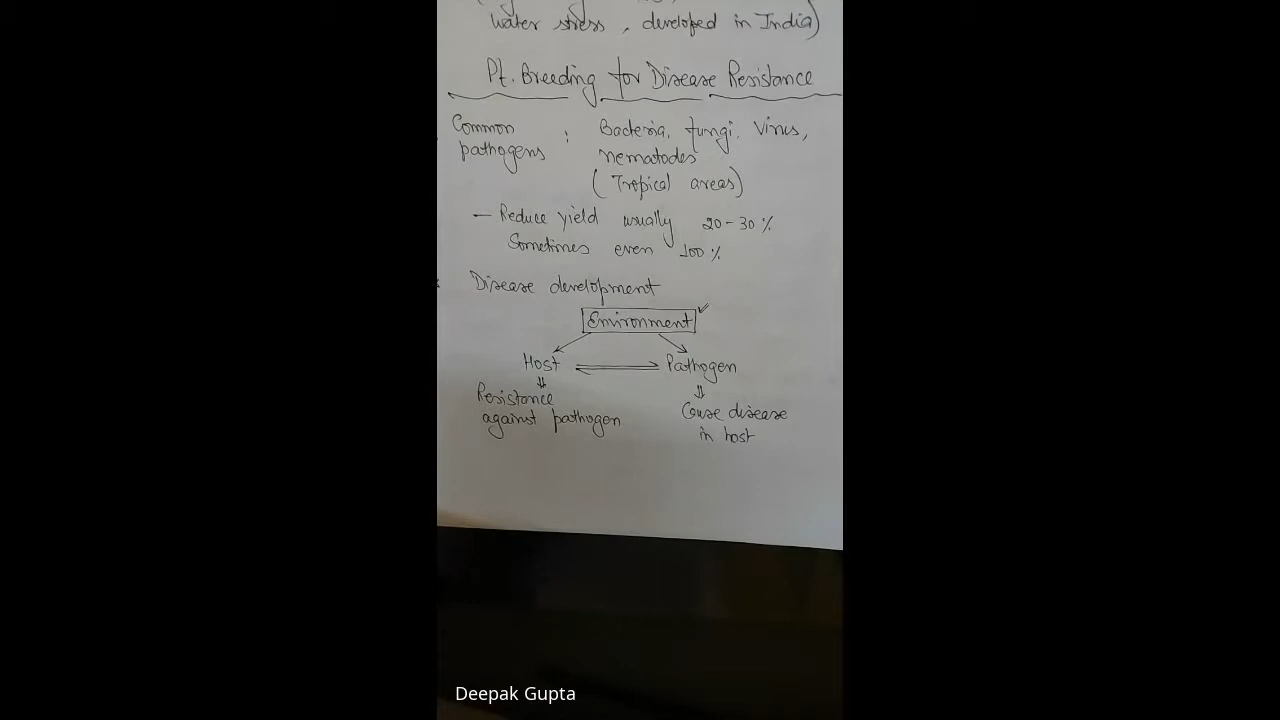 water stress, developed in India)
Pt. Breeding for Disease Resistance
Common pathogens : Bacteria, fungi, Virus,
nematodes
(Tropical areas)
- Reduce yield usually 20-30%
Sometimes even 100%
Disease development
Environment ✓
Host ⇌ Pathogen
⇓ ⇓
Resistance against pathogen
Cause disease in host
Deepak Gupta